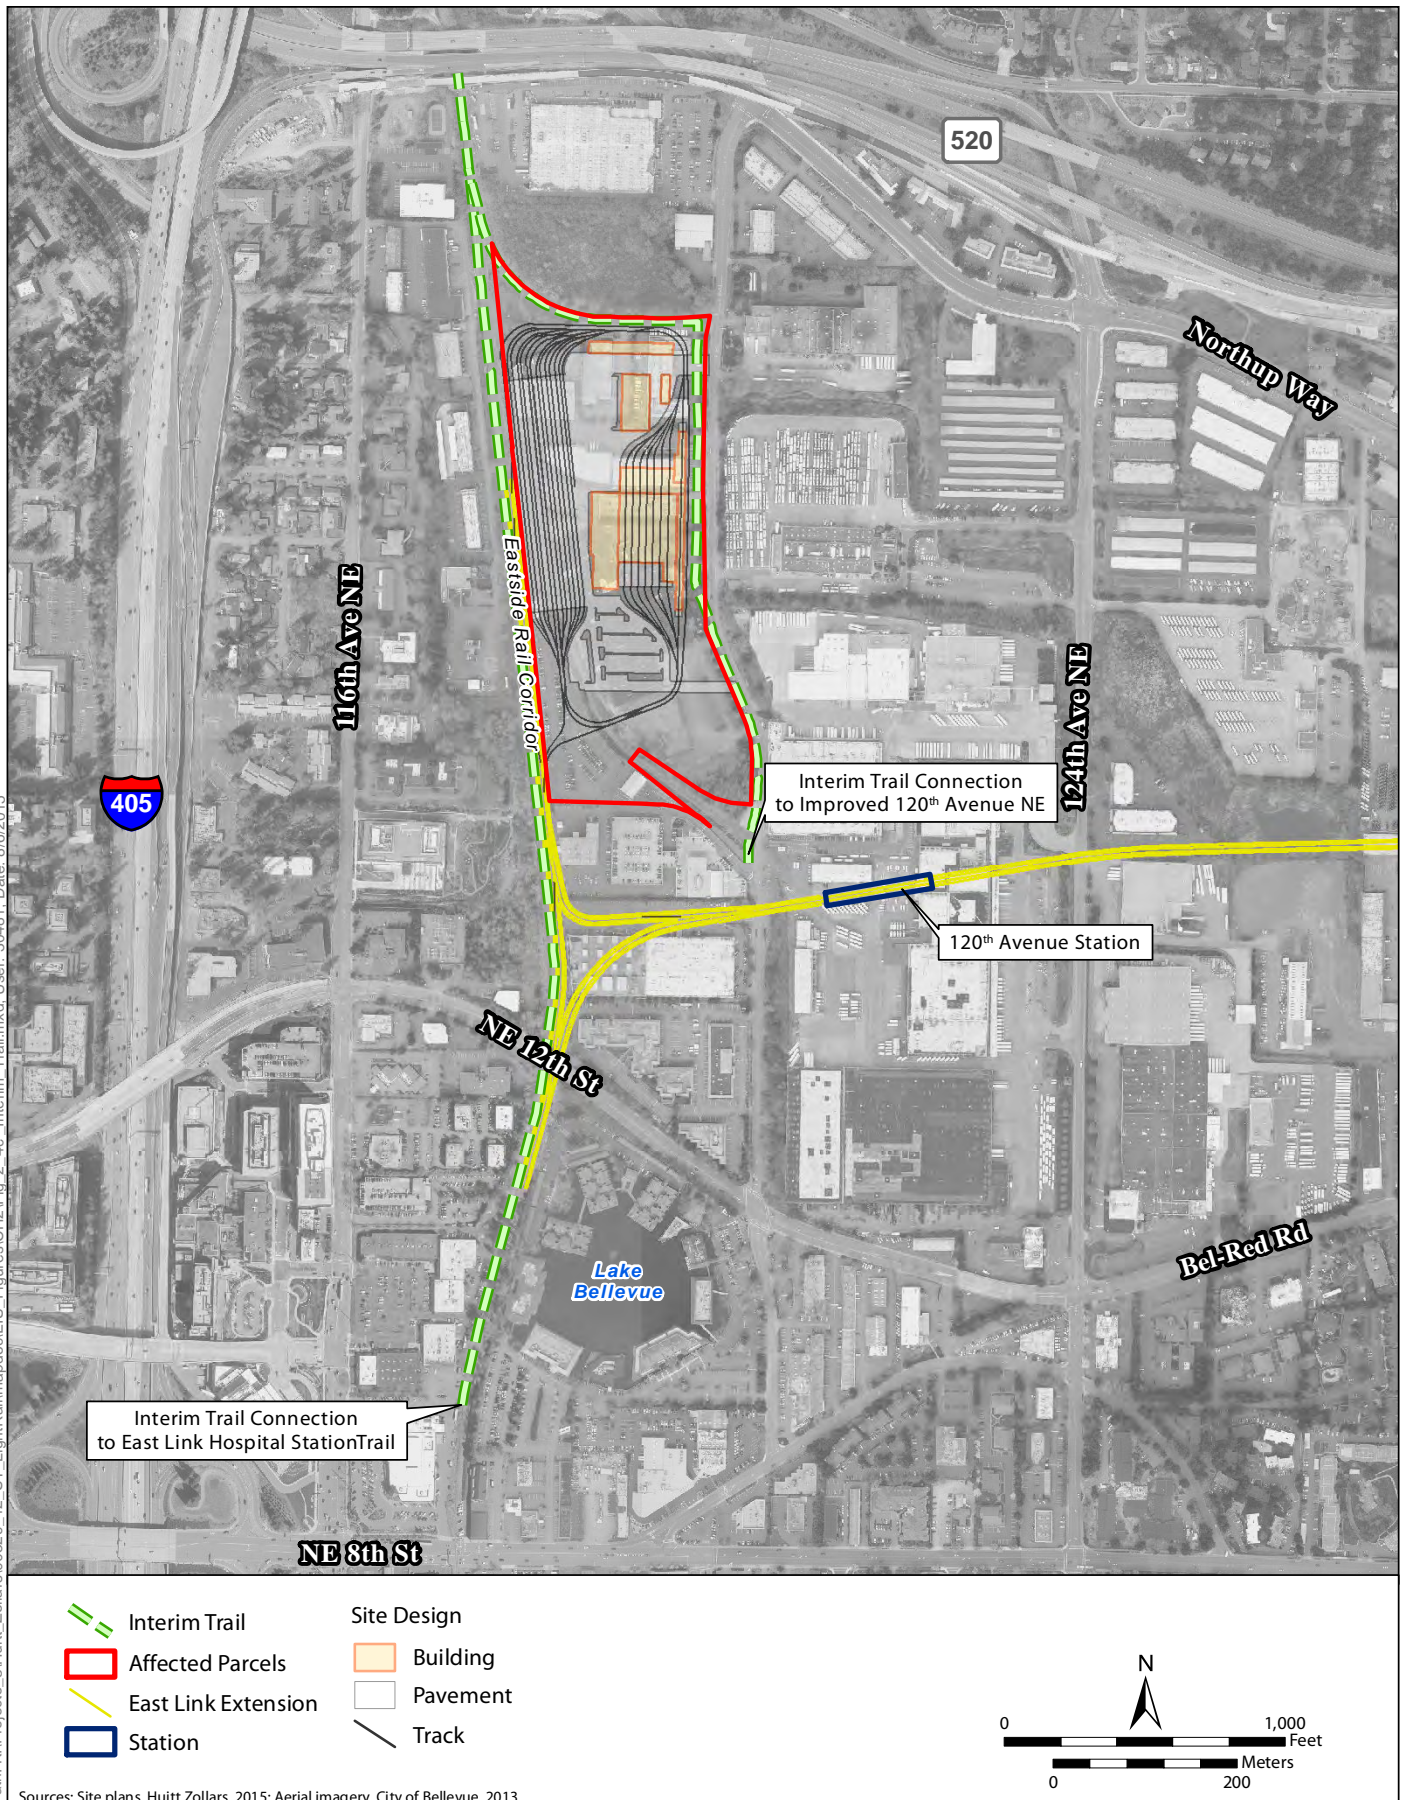 520
Northup Way
Eastside Rail Corridor
116th Ave NE
124th Ave NE
405
Interim Trail Connection
to Improved 120th Avenue NE
120th Avenue Station
NE 12th St
Bel-Red Rd
Lake
Bellevue
Interim Trail Connection
to East Link Hospital StationTrail
NE 8th St
Interim Trail
Affected Parcels
East Link Extension
Station
Site Design
Building
Pavement
Track
N
0 1,000
Feet
Meters
0 200
Sources: Site plans, Huitt Zollars, 2015; Aerial imagery, City of Bellevue, 2013